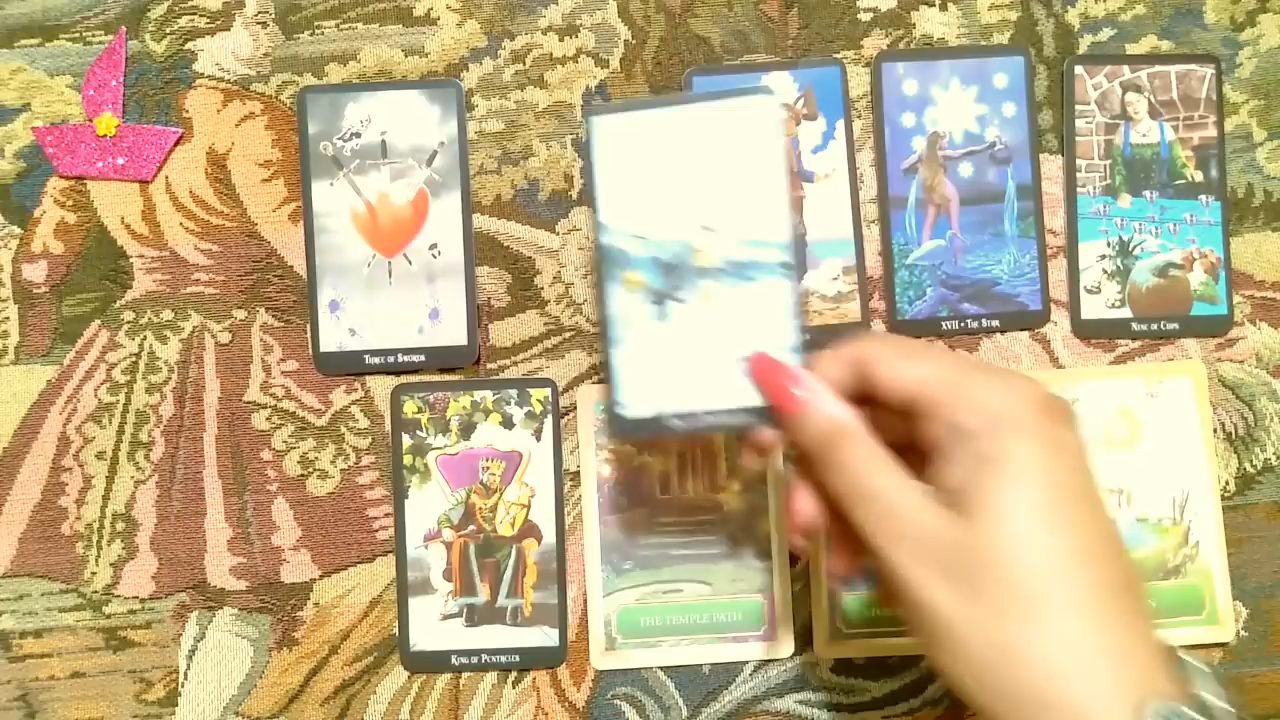 Three of Swords
XVII • The Star
Nine of Cups
King of Pentacles
THE TEMPLE PATH